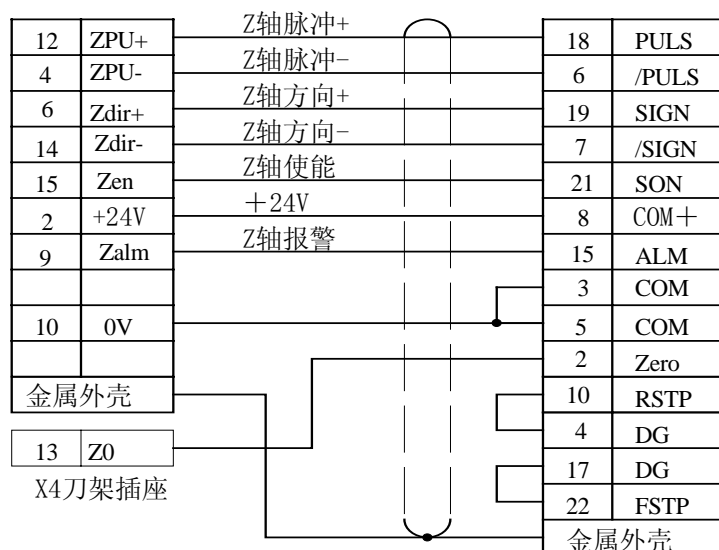 12 ZPU+ Z轴脉冲+ 18 PULS
4 ZPU- Z轴脉冲- 6 /PULS
6 Zdir+ Z轴方向+ 19 SIGN
14 Zdir- Z轴方向- 7 /SIGN
15 Zen Z轴使能 21 SON
2 +24V ＋24V 8 COM＋
9 Zalm Z轴报警 15 ALM
3 COM
10 0V 5 COM
2 Zero
金属外壳 10 RSTP
4 DG
13 Z0 17 DG
X4刀架插座 22 FSTP
金属外壳